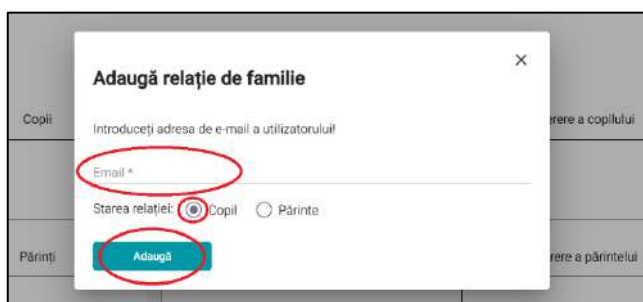 Adaugă relație de familie
×
Copii
Introduceți adresa de e-mail a utilizatorului!
rere a copilului
Email *
Starea relației: Copil Părinte
Părinți
Adaugă
rere a părintelui